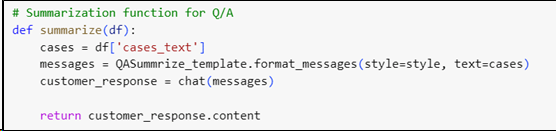 # Summarization function for Q/A
def summarize(df):
    cases = df['cases_text']
    messages = QASummrize_template.format_messages(style=style, text=cases)
    customer_response = chat(messages)
    return customer_response.content